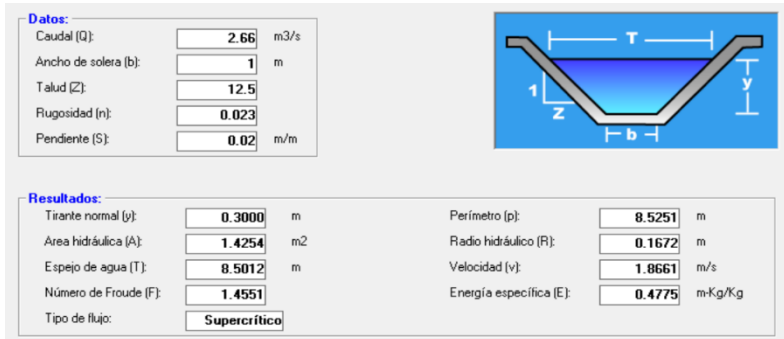 Datos:
Caudal (Q): 2.66 m3/s
Ancho de solera (b): 1 m
Talud (Z): 12.5
Rugosidad (n): 0.023
Pendiente (S): 0.02 m/m
T
y
1
Z
b
Resultados:
Tirante normal (y): 0.3000 m Perímetro (p): 8.5251 m
Area hidráulica (A): 1.4254 m2 Radio hidráulico (R): 0.1672 m
Espejo de agua (T): 8.5012 m Velocidad (v): 1.8661 m/s
Número de Froude (F): 1.4551 Energía específica (E): 0.4775 m-Kg/Kg
Tipo de flujo: Supercrítico